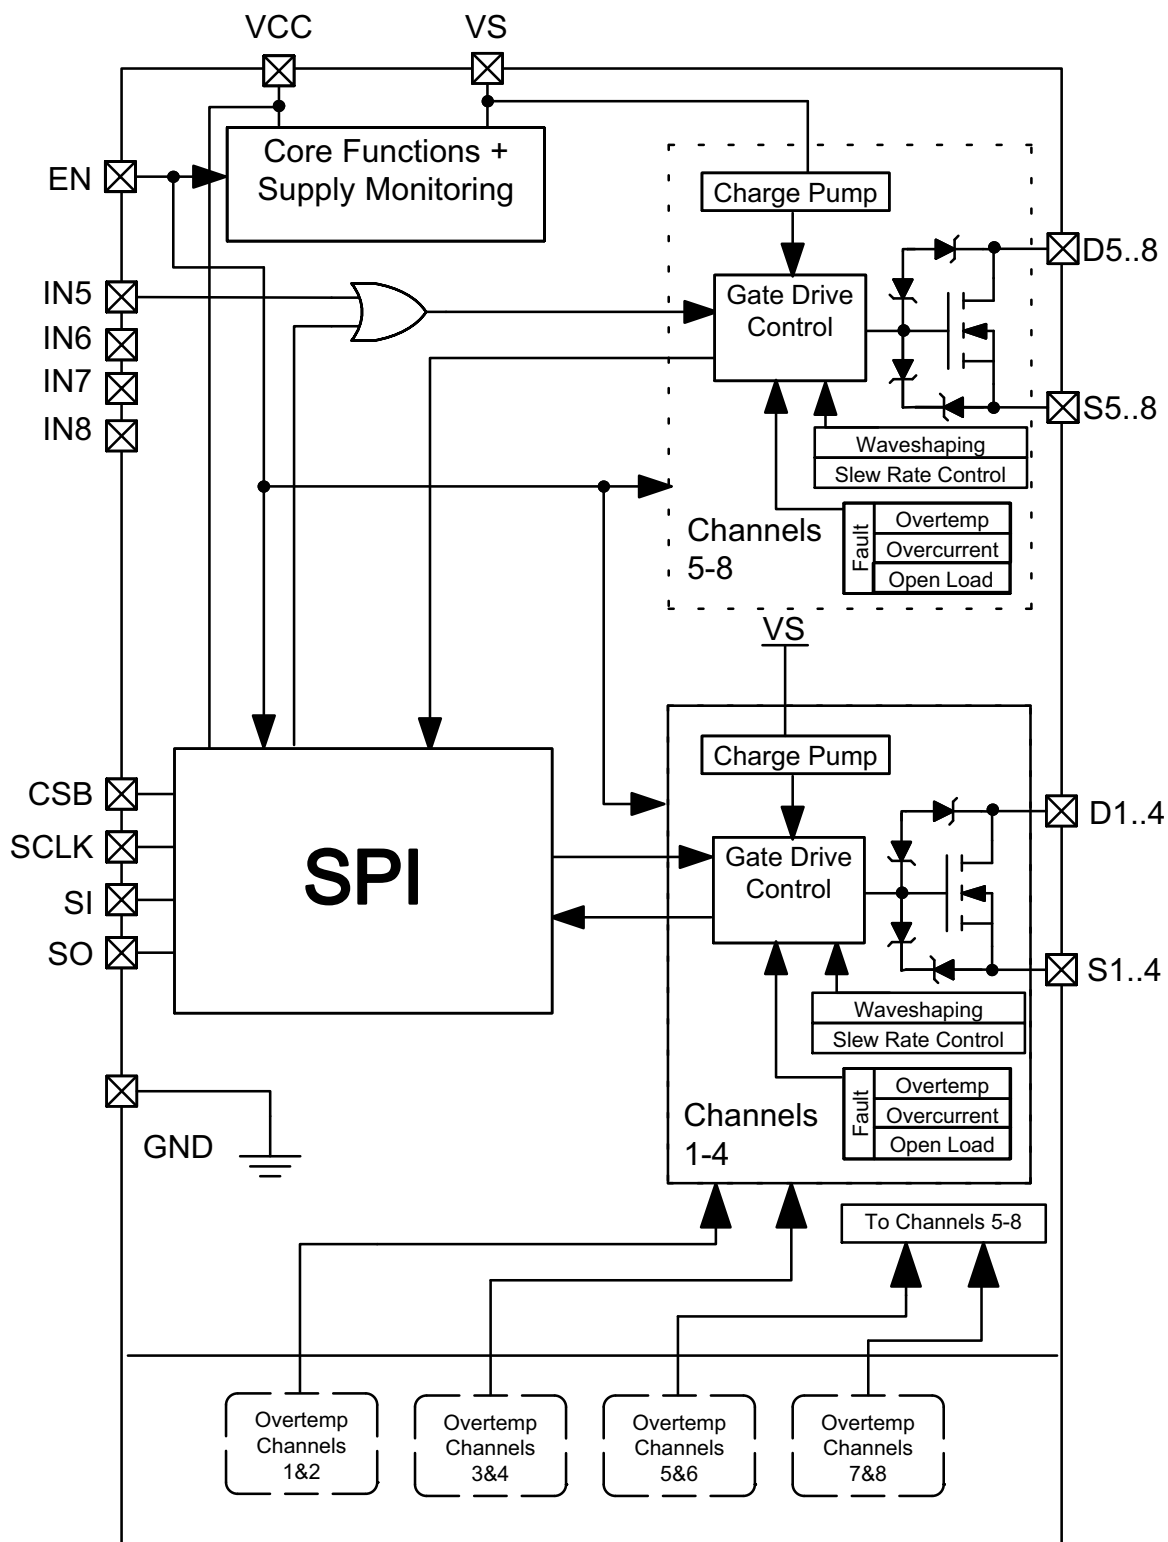 VCC
VS
Core Functions +
Supply Monitoring
EN
Charge Pump
D5..8
IN5
Gate Drive
Control
IN6
IN7
S5..8
IN8
Waveshaping
Slew Rate Control
Channels
5-8
Fault
Overtemp
Overcurrent
Open Load
VS
Charge Pump
CSB
D1..4
SCLK
SPI
Gate Drive
Control
SI
SO
S1..4
Waveshaping
Slew Rate Control
Channels
1-4
Fault
Overtemp
Overcurrent
Open Load
GND
To Channels 5-8
Overtemp
Channels
1&2
Overtemp
Channels
3&4
Overtemp
Channels
5&6
Overtemp
Channels
7&8